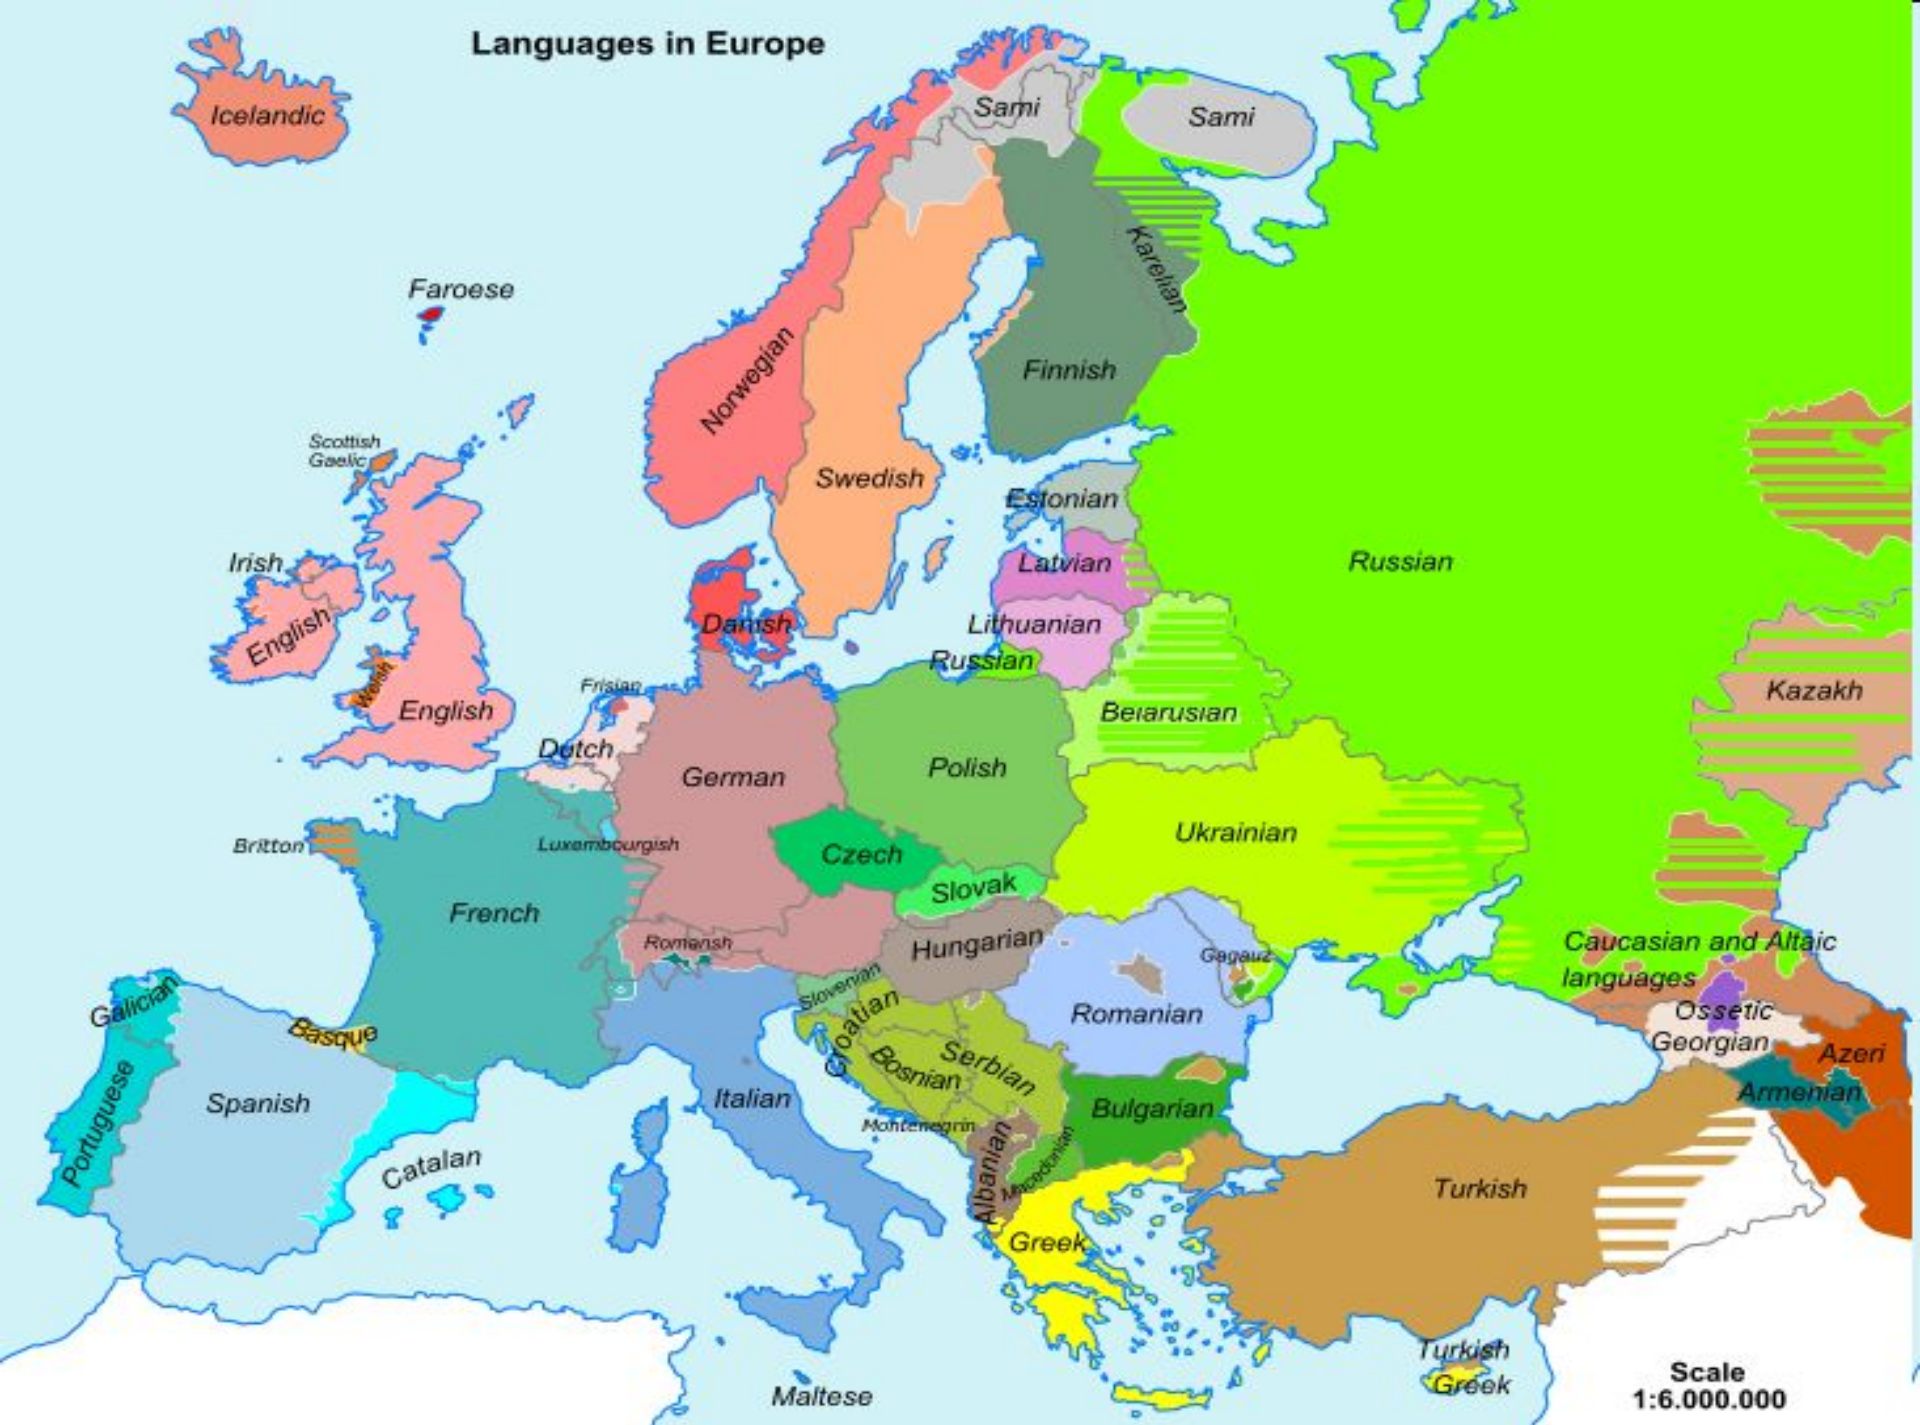 Languages in Europe
Icelandic
Sami
Sami
Karelian
Faroese
Norwegian
Finnish
Scottish
Gaelic
Swedish
Estonian
Irish
Latvian
Russian
English
Danish
Lithuanian
Russian
Welsh
Frisian
English
Belarusian
Kazakh
Dutch
German
Polish
Ukrainian
Britton
Luxembourgish
Czech
Slovak
French
Romansh
Hungarian
Gagauz
Caucasian and Altaic
languages
Galician
Slovenian
Croatian
Romanian
Ossetic
Basque
Georgian
Bosnian
Serbian
Azeri
Portuguese
Spanish
Italian
Bulgarian
Armenian
Montenegrin
Catalan
Albanian
Macedonian
Turkish
Greek
Turkish
Greek
Maltese
Scale
1:6.000.000